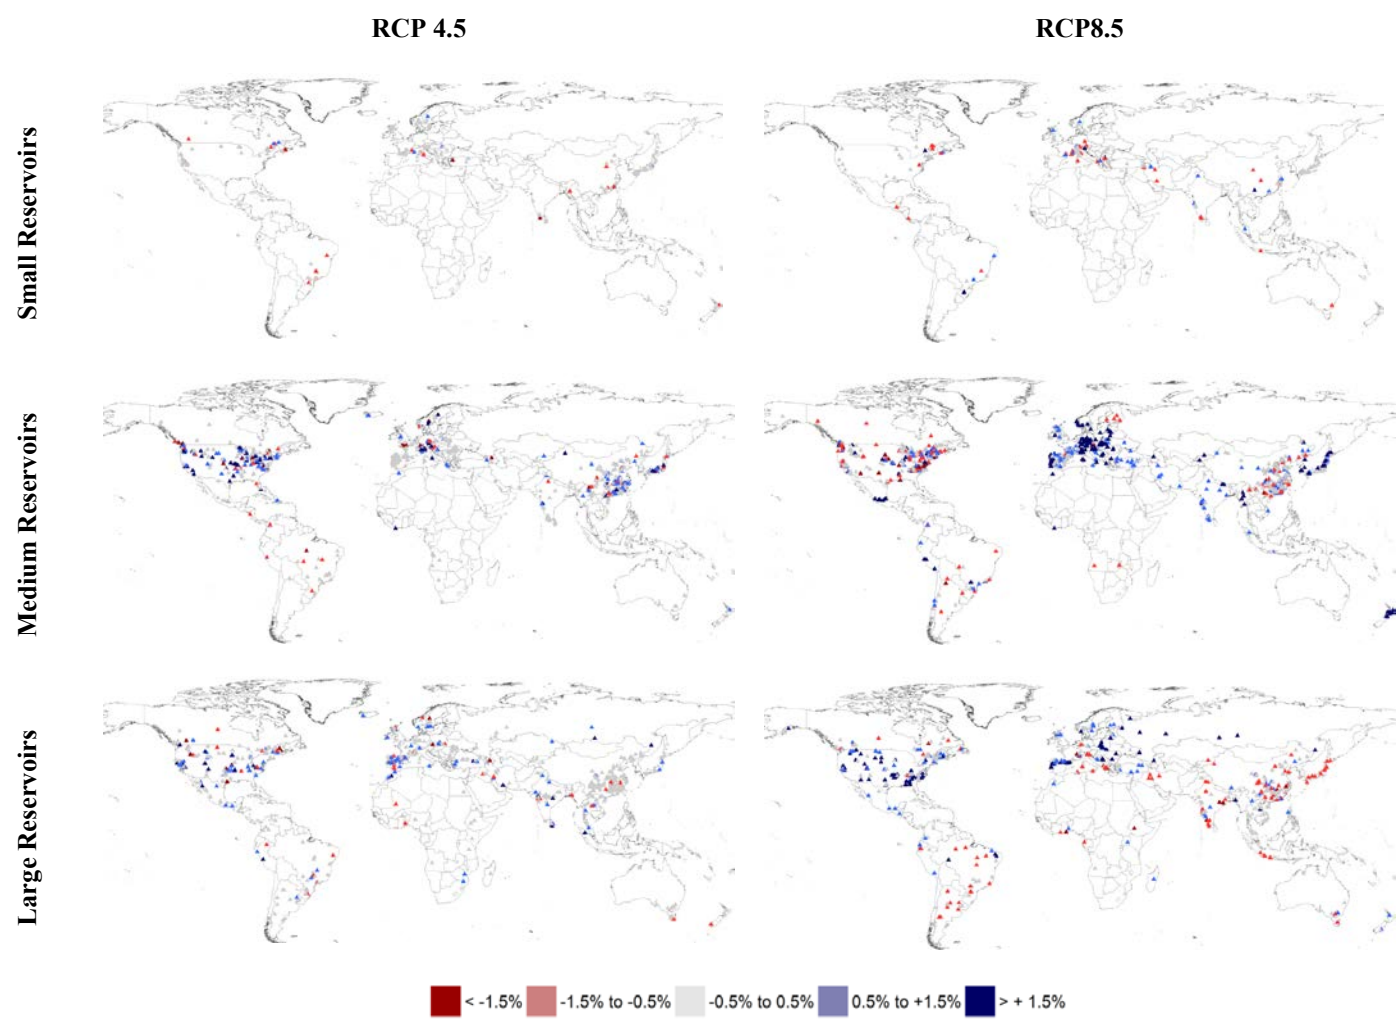 RCP 4.5 RCP8.5
Small Reservoirs
Medium Reservoirs
Large Reservoirs
< -1.5% -1.5% to -0.5% -0.5% to 0.5% 0.5% to +1.5% > + 1.5%